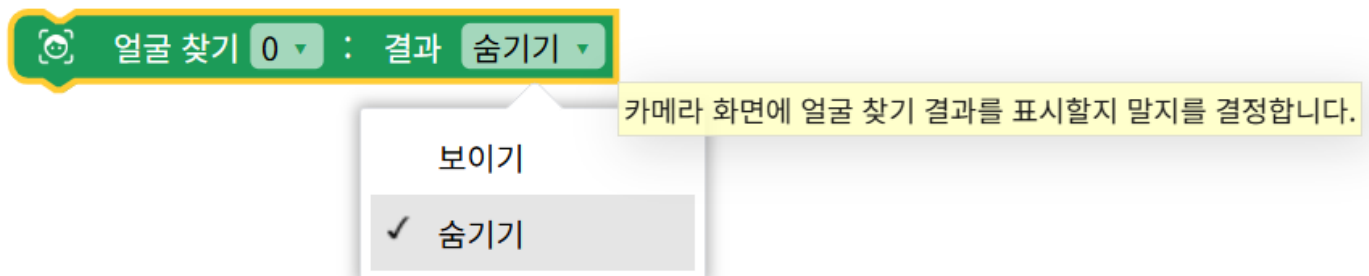 얼굴 찾기 0 : 결과 숨기기
카메라 화면에 얼굴 찾기 결과를 표시할지 말지를 결정합니다.
보이기
✓ 숨기기